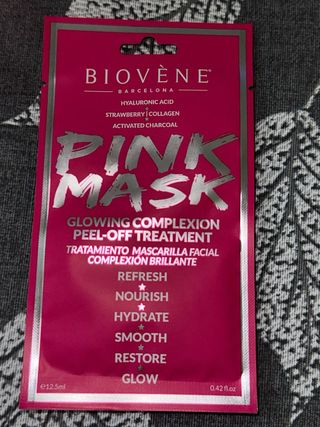 BIOVÈNE®
BARCELONA
HYALURONIC ACID
+
STRAWBERRY | COLLAGEN
+
ACTIVATED CHARCOAL
PINK
MASK
GLOWING COMPLEXION
PEEL-OFF TREATMENT
TRATAMIENTO MASCARILLA FACIAL
COMPLEXIÓN BRILLANTE
REFRESH
NOURISH
HYDRATE
SMOOTH
RESTORE
GLOW
℮12.5ml 0.42 fl.oz